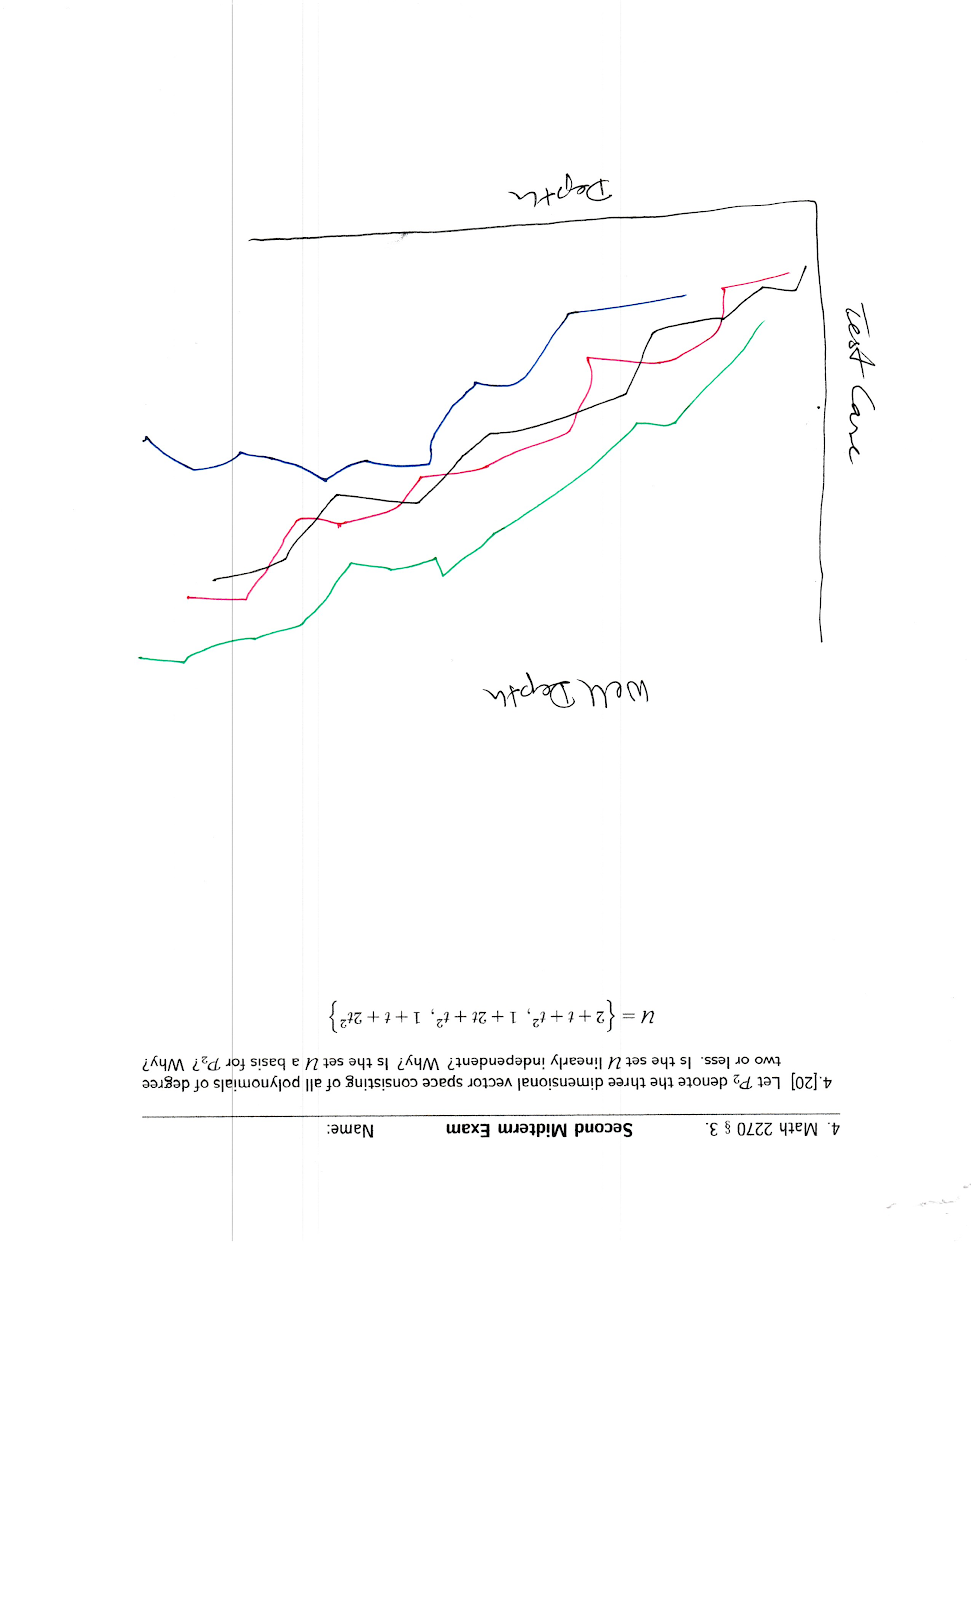 4. Math 2270 § 3. Second Midterm Exam Name:
4.[20] Let P₂ denote the three dimensional vector space consisting of all polynomials of degree
two or less. Is the set U linearly independent? Why? Is the set U a basis for P₂? Why?
U = {2 + t + t², 1 + 2t + t², 1 + t + 2t²}
Well Depth
Test Case
Depth